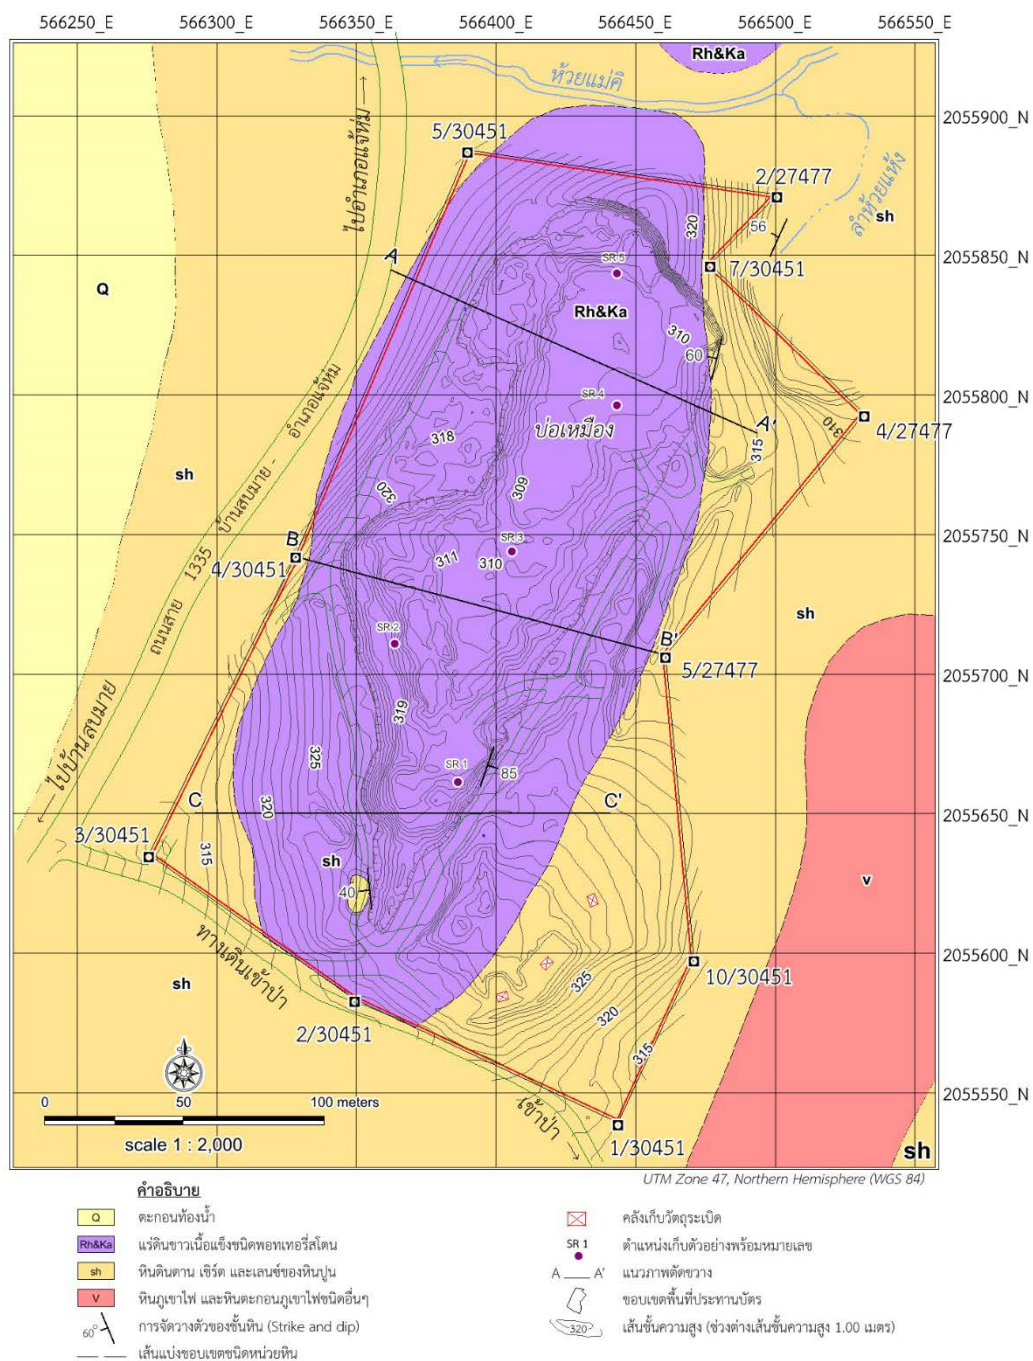 566250_E 566300_E 566350_E 566400_E 566450_E 566500_E 566550_E
Rh&Ka
ห้วยแม่คิ
ไปอำเภอแจ้ห่ม
2055900_N
5/30451
2/27477
ลำห้วยแห้ง
320
56
sh
A
2055850_N
SR 5
7/30451
Q
Rh&Ka
310
60
2055800_N
SR 4
A'
4/27477
บ่อเหมือง
310
318
315
sh
320
309
ถนนสาย 1335 บ้านสบมาย - อำเภอแจ้ห่ม
2055750_N
B
SR 3
4/30451
311
310
sh
SR 2
B'
5/27477
2055700_N
319
ไปบ้านสบมาย
325
SR 1
85
320
C
C'
2055650_N
3/30451
315
sh
40
v
ทางเดินเข้าป่า
2055600_N
10/30451
325
sh
320
2/30451
315
2055550_N
0 50 100 meters
scale 1 : 2,000
เข้าป่า
1/30451
sh
UTM Zone 47, Northern Hemisphere (WGS 84)
คำอธิบาย
Q ตะกอนท้องน้ำ
Rh&Ka แร่ดินขาวเนื้อแข็งชนิดพอทเทอรี่สโตน
sh หินดินดาน เชิร์ต และเลนซ์ของหินปูน
V หินภูเขาไฟ และหินตะกอนภูเขาไฟชนิดอื่นๆ
60° การจัดวางตัวของชั้นหิน (Strike and dip)
เส้นแบ่งขอบเขตชนิดหน่วยหิน
คลังเก็บวัตถุระเบิด
SR 1 ตำแหน่งเก็บตัวอย่างพร้อมหมายเลข
A A' แนวภาพตัดขวาง
ขอบเขตพื้นที่ประทานบัตร
320 เส้นชั้นความสูง (ช่วงต่างเส้นชั้นความสูง 1.00 เมตร)